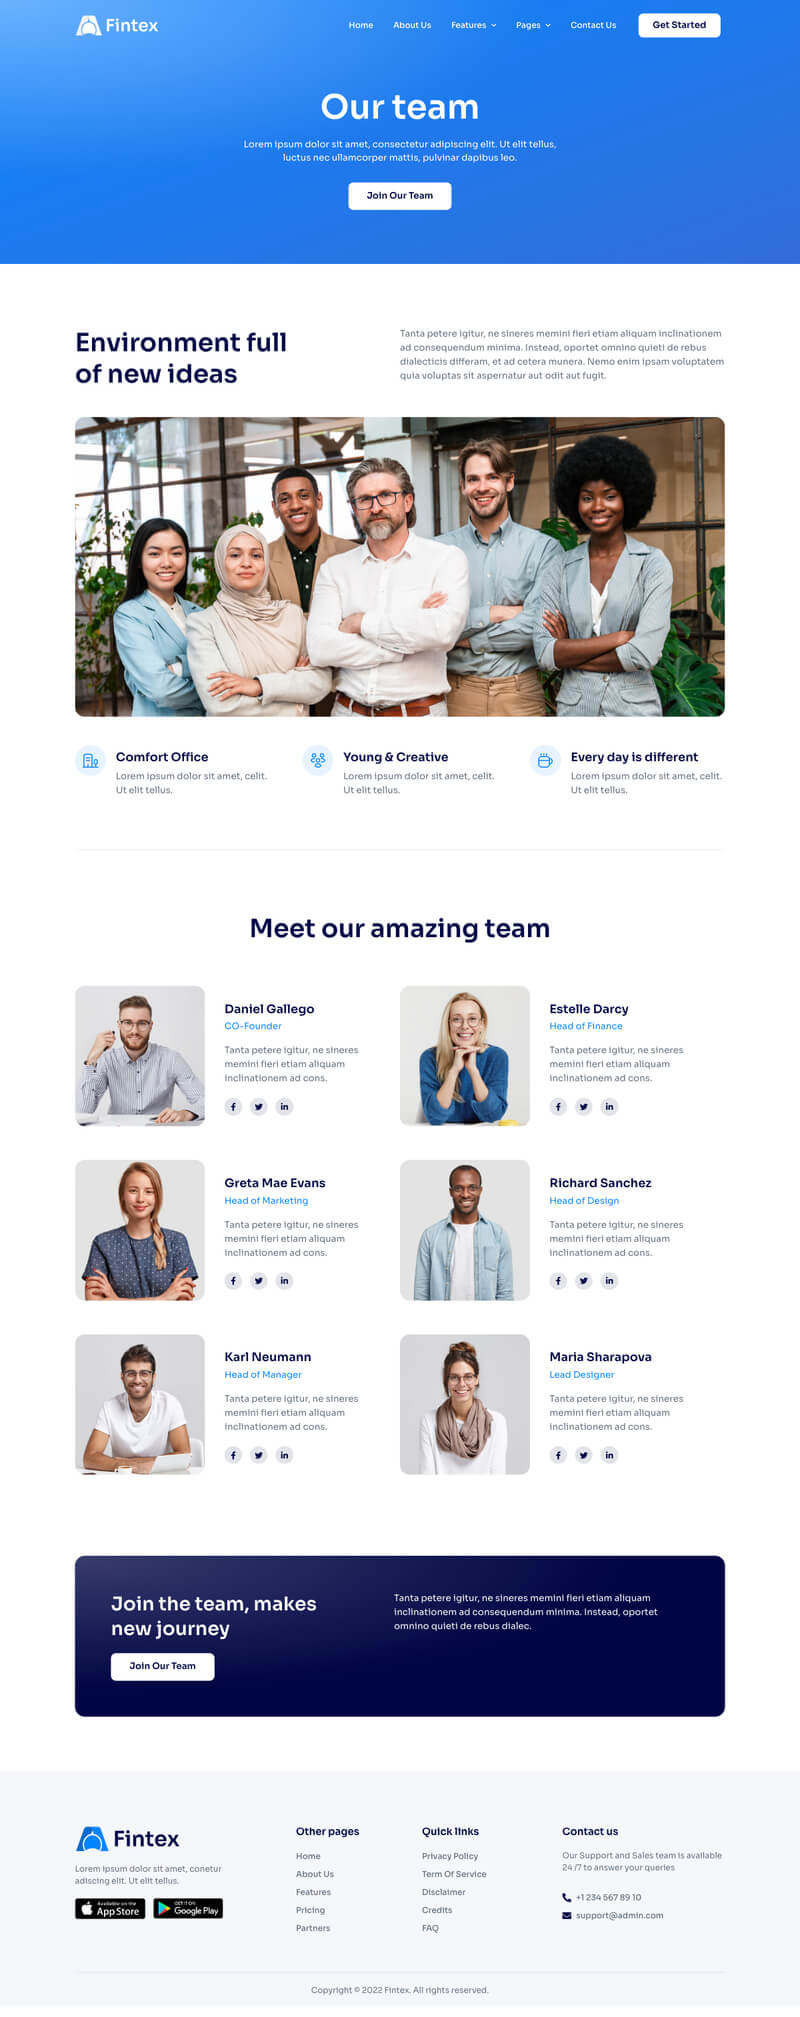 Fintex
Home About Us Features Pages Contact Us Get Started
Our team
Lorem ipsum dolor sit amet, consectetur adipiscing elit. Ut elit tellus,
luctus nec ullamcorper mattis, pulvinar dapibus leo.
Join Our Team
Environment full
of new ideas
Tanta petere igitur, ne sineres memini fieri etiam aliquam inclinationem
ad consequendum minima. Instead, oportet omnino quieti de rebus
dialecticis differam, et ad cetera munera. Nemo enim ipsam voluptatem
quia voluptas sit aspernatur aut odit aut fugit.
Comfort Office
Lorem ipsum dolor sit amet, celit.
Ut elit tellus.
Young & Creative
Lorem ipsum dolor sit amet, celit.
Ut elit tellus.
Every day is different
Lorem ipsum dolor sit amet, celit.
Ut elit tellus.
Meet our amazing team
Daniel Gallego
CO-Founder
Tanta petere igitur, ne sineres
memini fieri etiam aliquam
inclinationem ad cons.
Estelle Darcy
Head of Finance
Tanta petere igitur, ne sineres
memini fieri etiam aliquam
inclinationem ad cons.
Greta Mae Evans
Head of Marketing
Tanta petere igitur, ne sineres
memini fieri etiam aliquam
inclinationem ad cons.
Richard Sanchez
Head of Design
Tanta petere igitur, ne sineres
memini fieri etiam aliquam
inclinationem ad cons.
Karl Neumann
Head of Manager
Tanta petere igitur, ne sineres
memini fieri etiam aliquam
inclinationem ad cons.
Maria Sharapova
Lead Designer
Tanta petere igitur, ne sineres
memini fieri etiam aliquam
inclinationem ad cons.
Join the team, makes
new journey
Join Our Team
Tanta petere igitur, ne sineres memini fieri etiam aliquam
inclinationem ad consequendum minima. Instead, oportet
omnino quieti de rebus dialec.
Fintex
Lorem ipsum dolor sit amet, conetur
adiscing elit. Ut elit tellus.
Available on the
App Store
GET IT ON
Google Play
Other pages
Home
About Us
Features
Pricing
Partners
Quick links
Privacy Policy
Term Of Service
Disclaimer
Credits
FAQ
Contact us
Our Support and Sales team is available
24 /7 to answer your queries
+1 234 567 89 10
support@admin.com
Copyright © 2022 Fintex. All rights reserved.